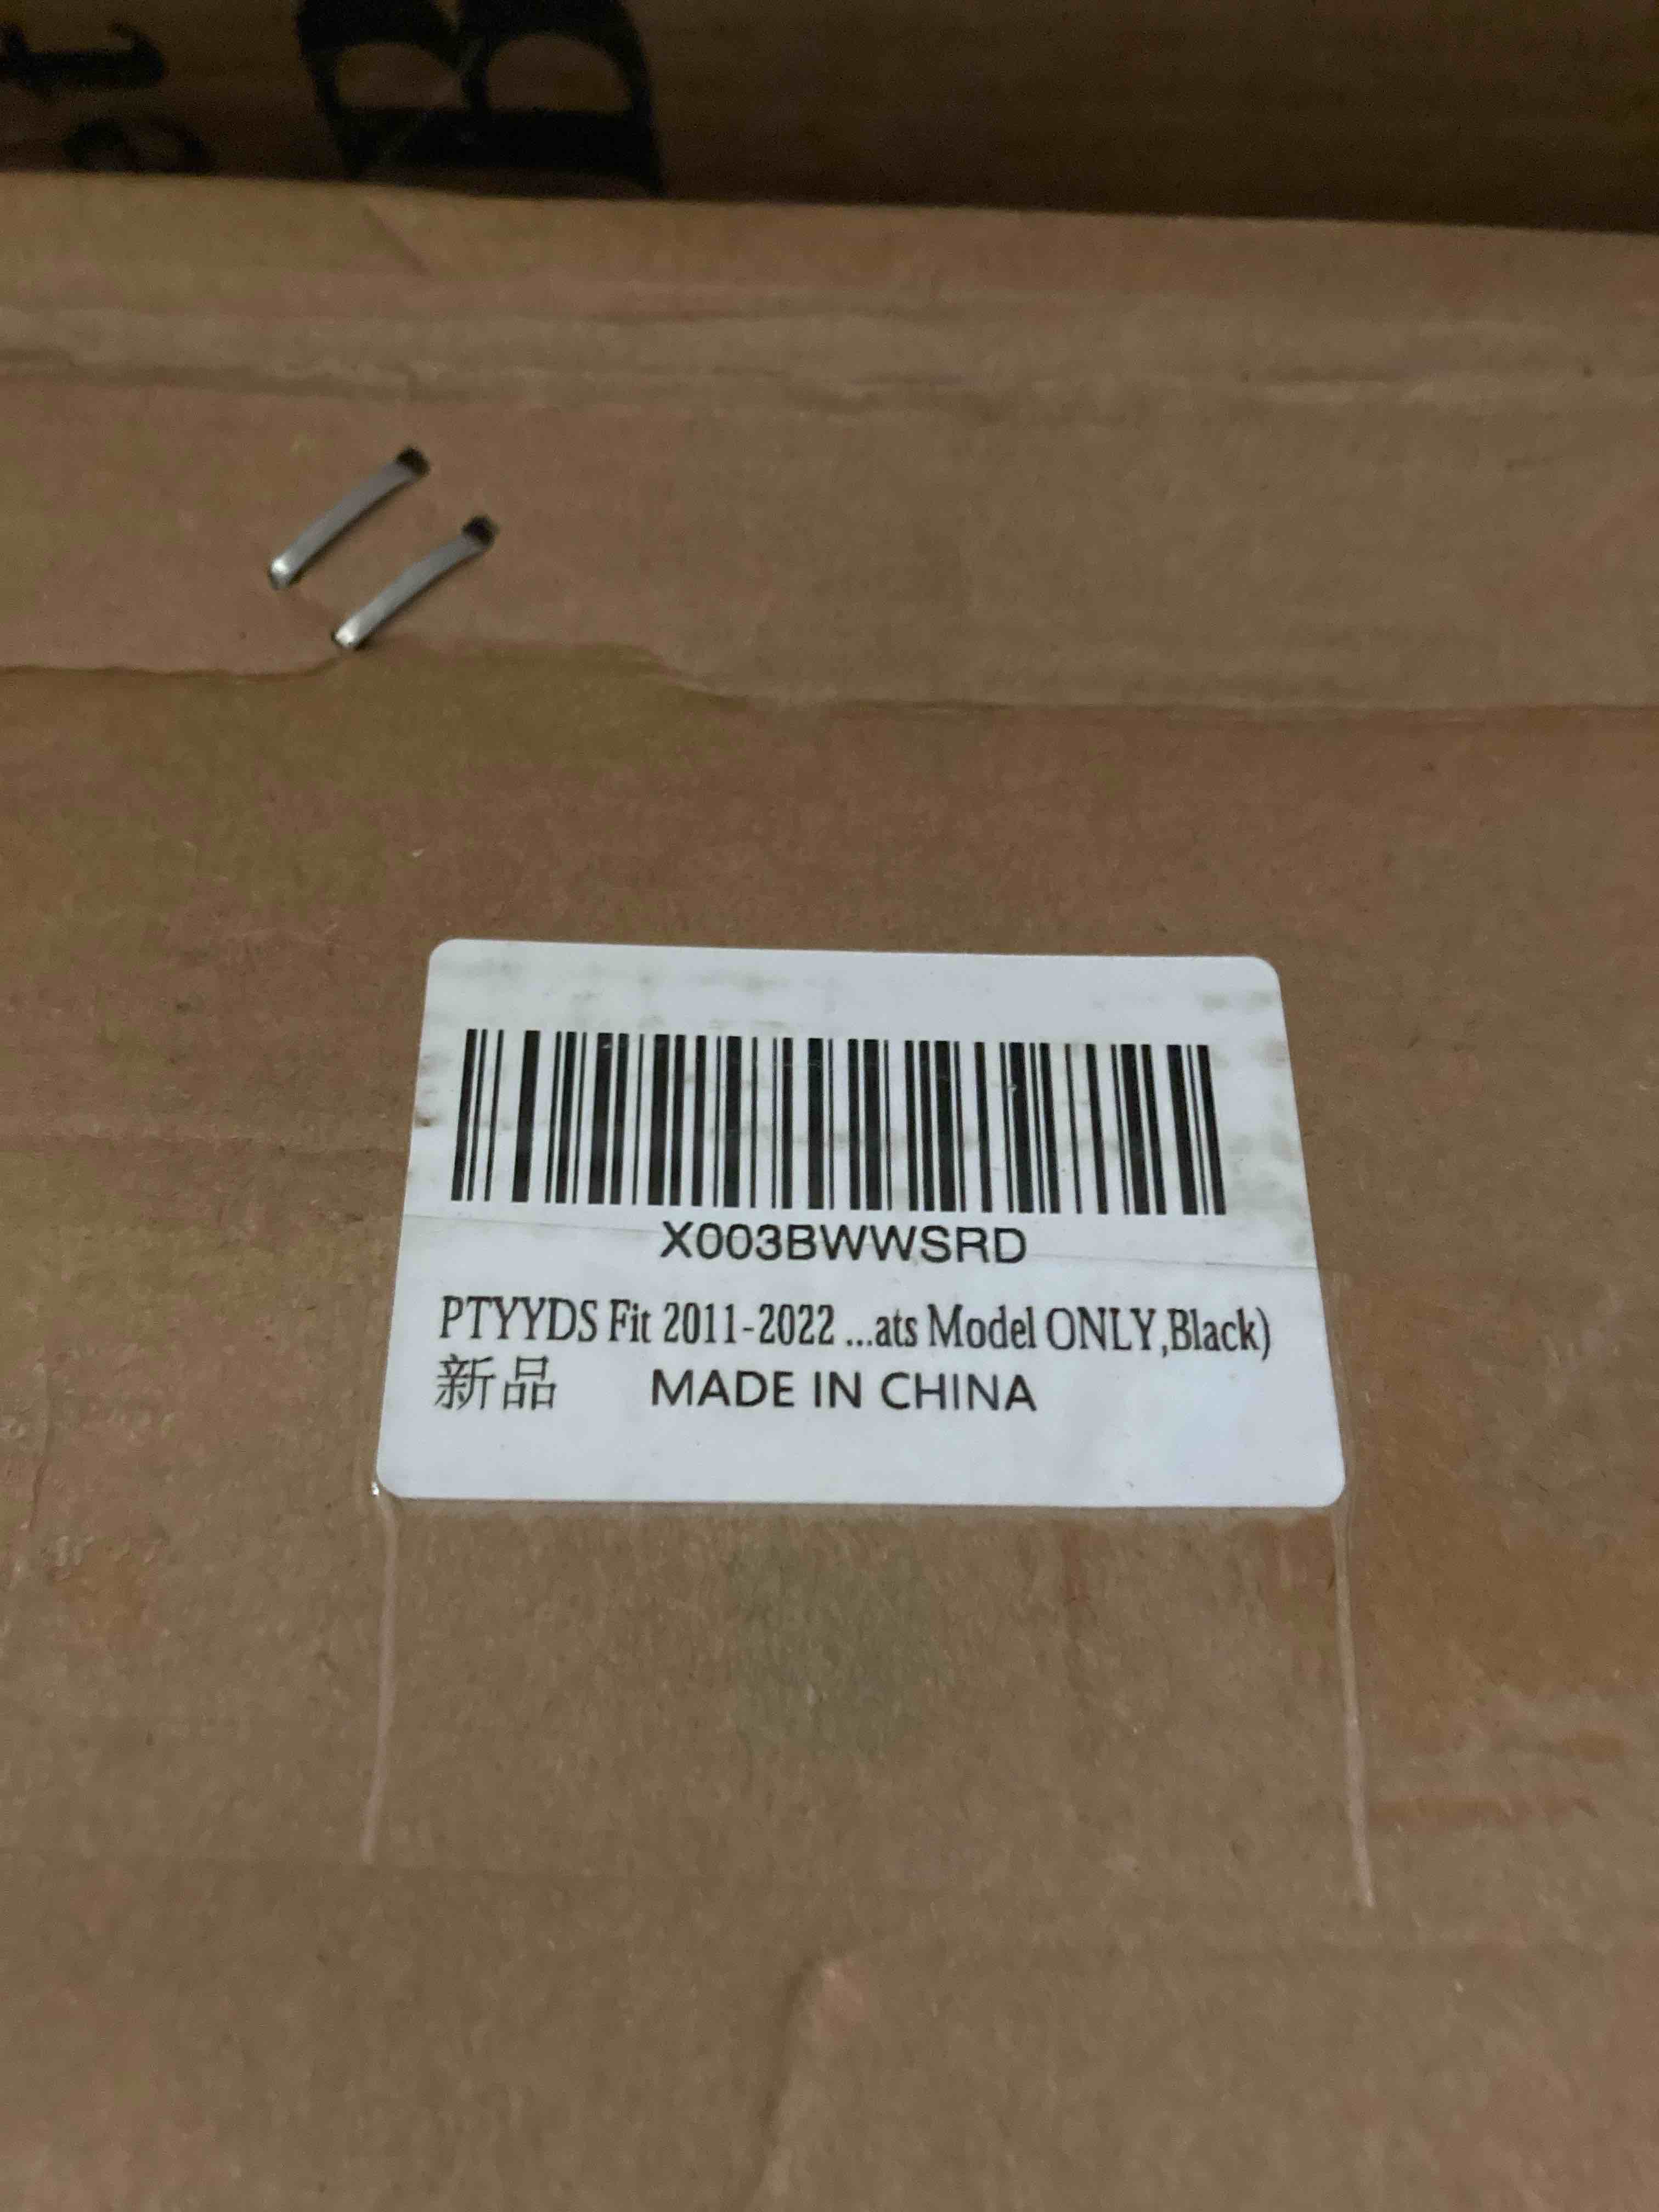 X003BWWSRD
PTYYDS Fit 2011-2022 ...ats Model ONLY,Black)
新品 MADE IN CHINA